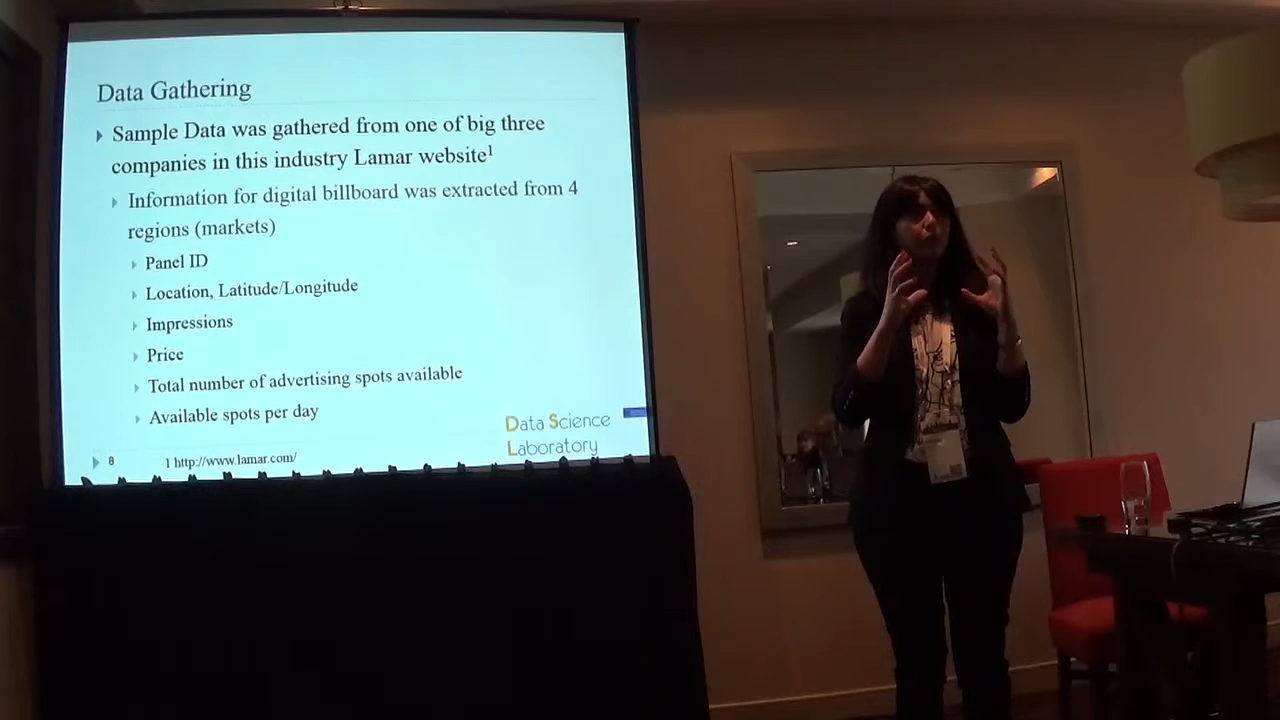 Data Gathering
Sample Data was gathered from one of big three
companies in this industry Lamar website¹
Information for digital billboard was extracted from 4
regions (markets)
Panel ID
Location, Latitude/Longitude
Impressions
Price
Total number of advertising spots available
Available spots per day
Data Science
Laboratory
8
1 http://www.lamar.com/